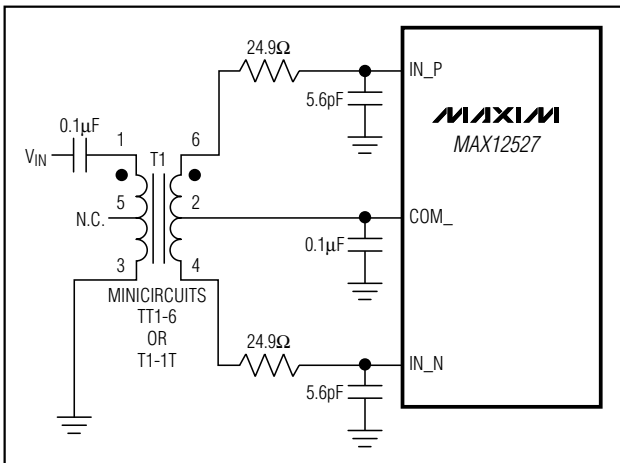 24.9Ω
IN_P
5.6pF
MAXIM
MAX12527
0.1μF
VIN
1
T1
6
5
N.C.
2
COM_
0.1μF
3
4
MINICIRCUITS
TT1-6
OR
T1-1T
24.9Ω
IN_N
5.6pF